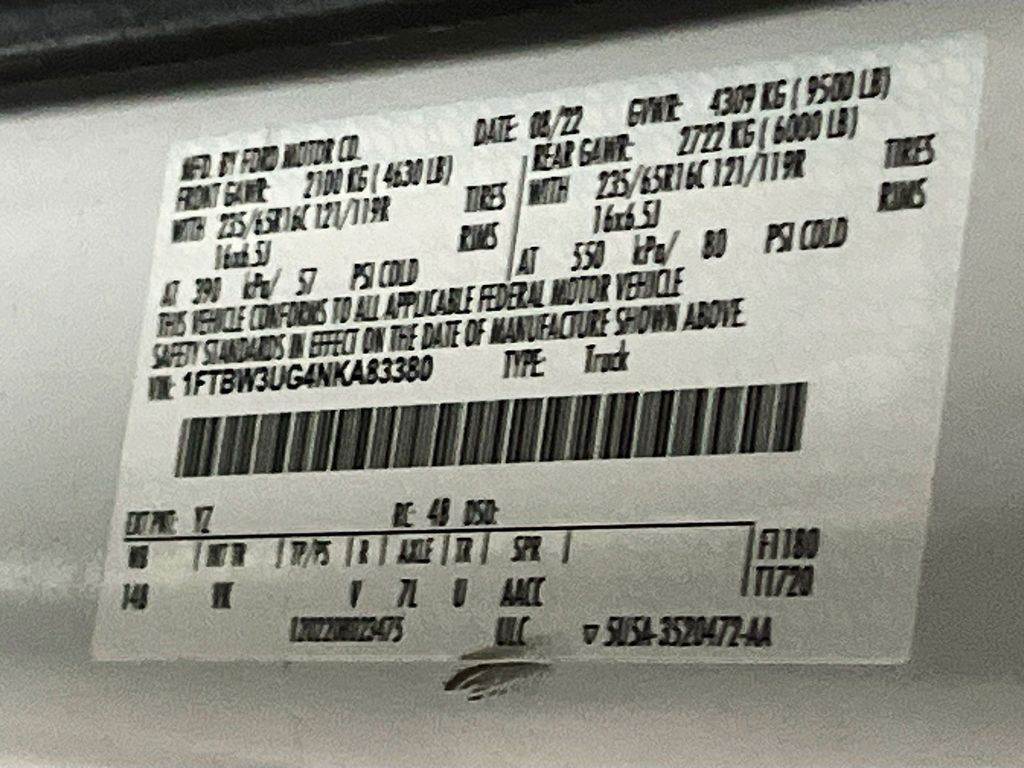 MFD. BY FORD MOTOR CO. DATE: 08/22 GVWR: 4309 KG ( 9500 LB)
FRONT GAWR: 2100 KG ( 4630 LB) REAR GAWR: 2722 KG ( 6000 LB)
WITH 235/65R16C 121/119R TIRES WITH 235/65R16C 121/119R TIRES
16x6.5J RIMS 16x6.5J RIMS
AT 390 kPa/ 57 PSI COLD AT 550 kPa/ 80 PSI COLD
THIS VEHICLE CONFORMS TO ALL APPLICABLE FEDERAL MOTOR VEHICLE
SAFETY STANDARDS IN EFFECT ON THE DATE OF MANUFACTURE SHOWN ABOVE.
VIN: 1FTBW3UG4NKA83380 TYPE: Truck
EXT PNT: YZ RC: 48 DSO:
WB INT TR TP/PS R AXLE TR SPR F1180
148 VK V 7L U AACC T1720
ULC ▽ 5U5A-3520472-AA